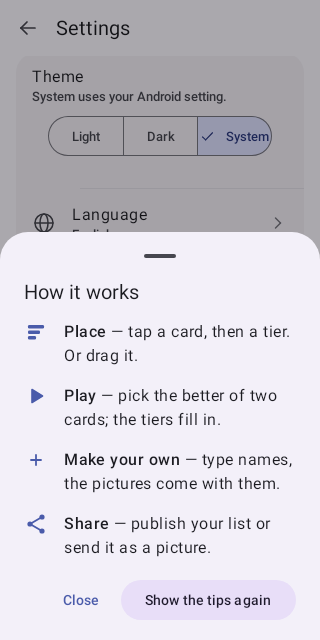 Settings
Theme
System uses your Android setting.
Light
Dark
System
Language
How it works
Place — tap a card, then a tier.
Or drag it.
Play — pick the better of two
cards; the tiers fill in.
Make your own — type names,
the pictures come with them.
Share — publish your list or
send it as a picture.
Close
Show the tips again